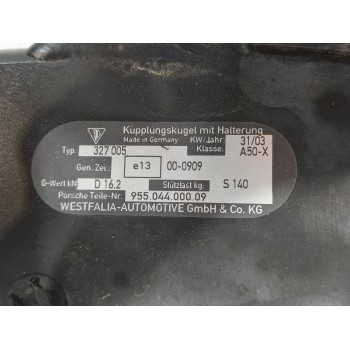 Kupplungskugel mit Halterung
Made in Germany KW/Jahr 31/03
Typ. 327 005 Klasse: A50-X
Gen. Zei. e13 00-0909
D-Wert kN D 16.2 Stützlast kg: S 140
Porsche Teile-Nr. 955.044.000.09
WESTFALIA-AUTOMOTIVE GmbH & Co. KG